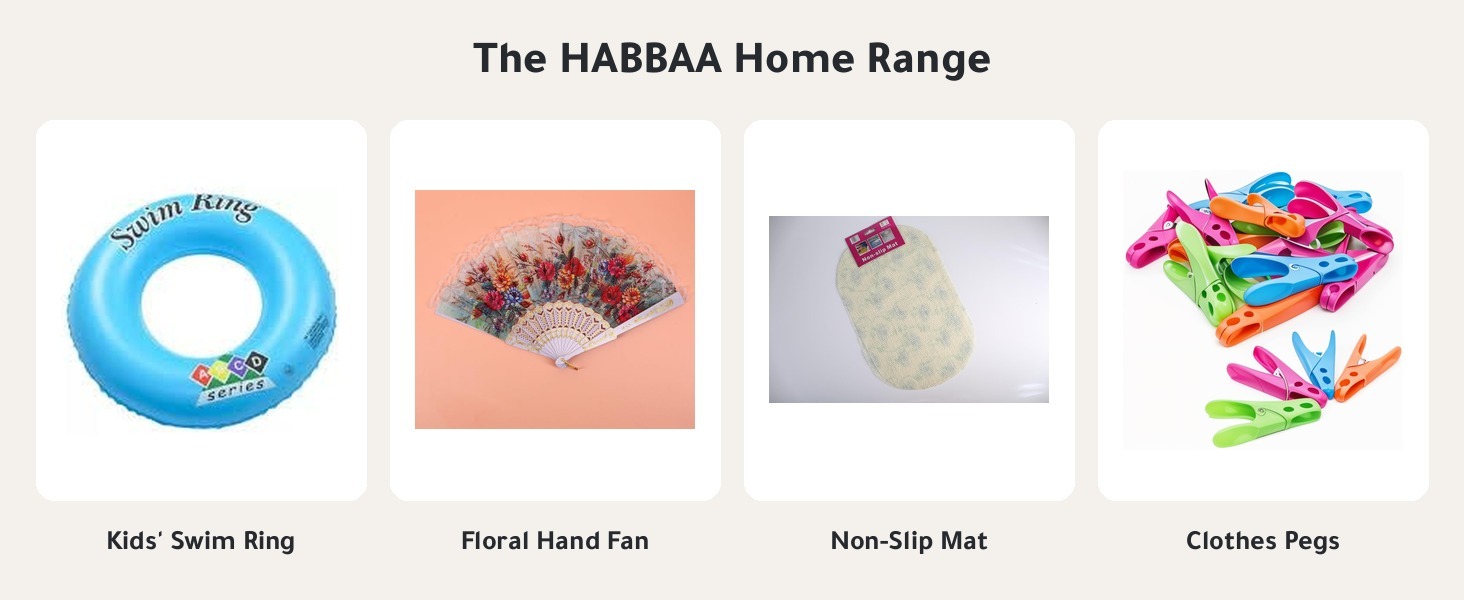 The HABBAA Home Range
Swim Ring
ABCD
series
Non-slip Mat
Kids' Swim Ring
Floral Hand Fan
Non-Slip Mat
Clothes Pegs